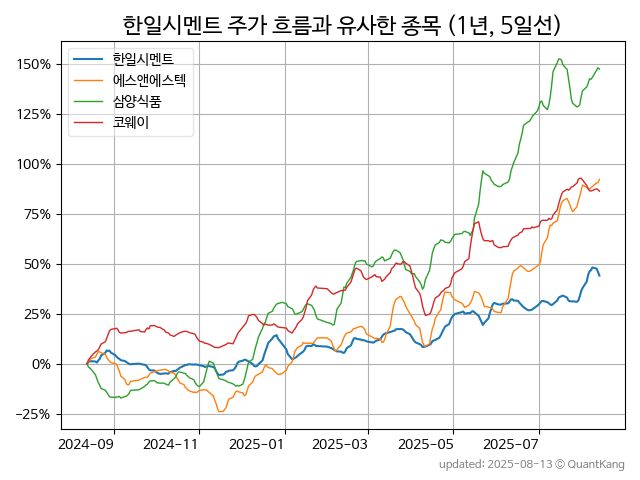 한일시멘트 주가 흐름과 유사한 종목 (1년, 5일선)
한일시멘트
에스앤에스텍
삼양식품
코웨이
150%
125%
100%
75%
50%
25%
0%
−25%
2024-09 2024-11 2025-01 2025-03 2025-05 2025-07
updated: 2025-08-13 © QuantKang